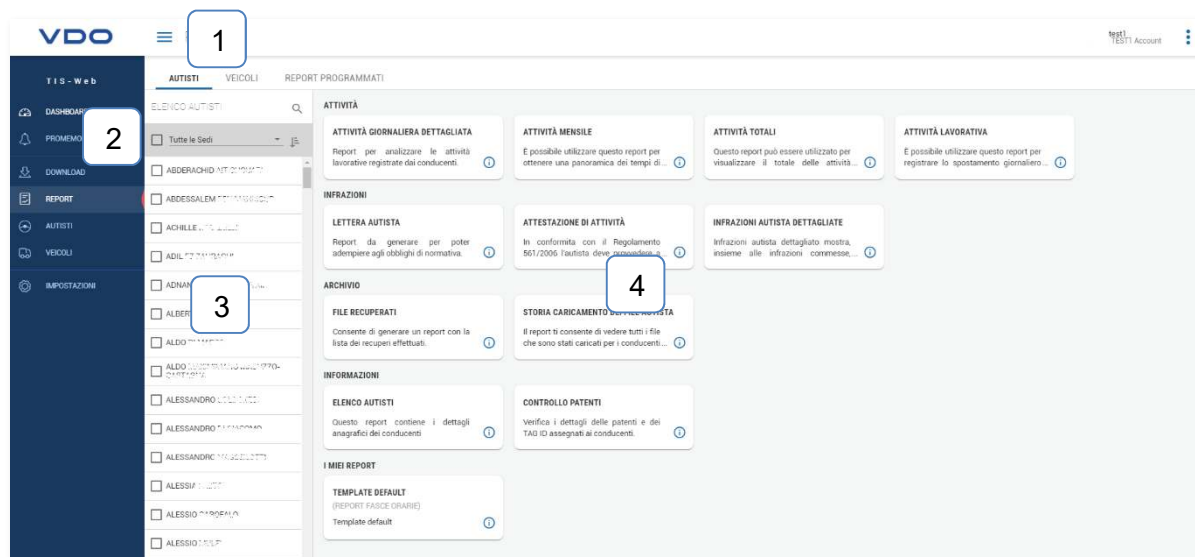 VDO
1
test1
TEST1 Account
TIS-Web
AUTISTI
VEICOLI
REPORT PROGRAMMATI
2
PROMEMO
DOWNLOAD
REPORT
AUTISTI
VEICOLI
IMPOSTAZIONI
ELENCO AUTISTI
Tutte le Sedi
ABDERACHID
ABDESSALEM
ACHILLE
ADIL
ADNAN
3
ALBER
ALDO
ALDO
ALESSANDRO
ALESSANDRO
ALESSANDRO
ALESSIA
ALESSIO
ALESSIO
ATTIVITÀ
ATTIVITÀ GIORNALIERA DETTAGLIATA
Report per analizzare le attività
lavorative registrate dai conducenti.
ATTIVITÀ MENSILE
È possibile utilizzare questo report per
ottenere una panoramica dei tempi di...
ATTIVITÀ TOTALI
Questo report può essere utilizzato per
visualizzare il totale delle attività...
ATTIVITÀ LAVORATIVA
È possibile utilizzare questo report per
registrare lo spostamento giornaliero...
INFRAZIONI
LETTERA AUTISTA
Report da generare per poter
adempiere agli obblighi di normativa.
ATTESTAZIONE DI ATTIVITÀ
In conformita con il Regolamento
561/2006 l'autista deve provvedere a...
INFRAZIONI AUTISTA DETTAGLIATE
Infrazioni autista dettagliato mostra,
insieme alle infrazioni commesse,...
4
ARCHIVIO
FILE RECUPERATI
Consente di generare un report con la
lista dei recuperi effettuati.
STORIA CARICAMENTO DEI FILE AUTISTA
Il report ti consente di vedere tutti i file
che sono stati caricati per i conducenti...
INFORMAZIONI
ELENCO AUTISTI
Questo report contiene i dettagli
anagrafici dei conducenti
CONTROLLO PATENTI
Verifica i dettagli delle patenti e dei
TAG ID assegnati ai conducenti.
I MIEI REPORT
TEMPLATE DEFAULT
(REPORT FASCE ORARIE)
Template default